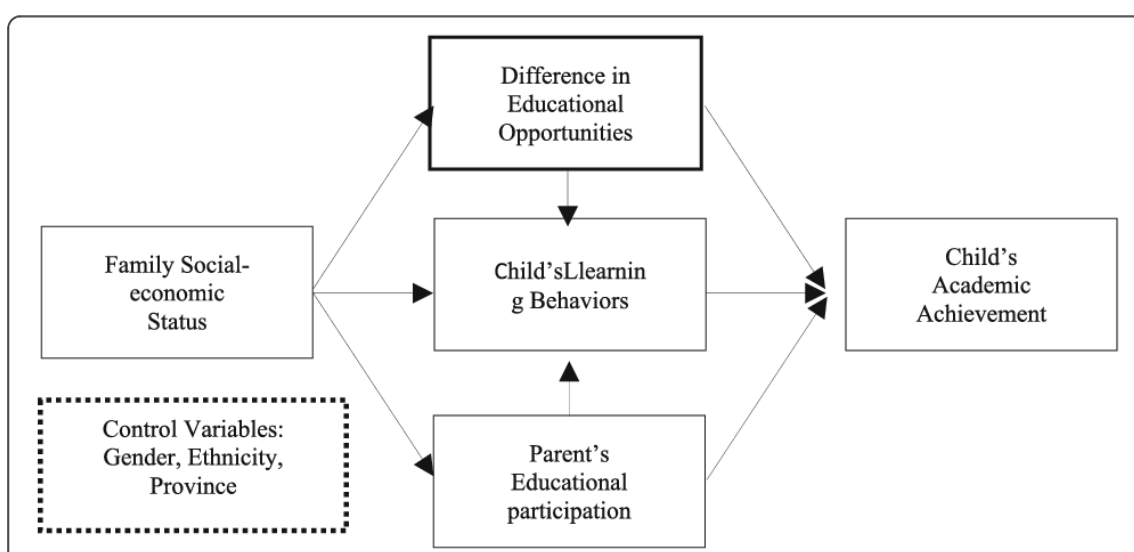 Difference in
Educational
Opportunities
Family Social-
economic
Status
Child'sLlearnin
g Behaviors
Child's
Academic
Achievement
Control Variables:
Gender, Ethnicity,
Province
Parent's
Educational
participation